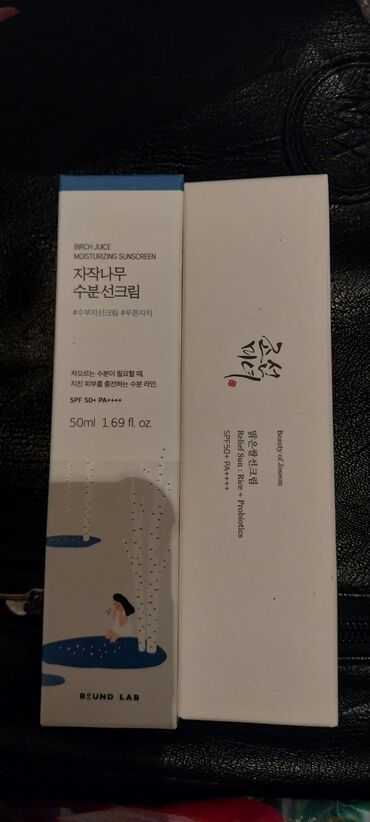 BIRCH JUICE
MOISTURIZING SUNSCREEN
자작나무
수분선크림
#수부지선크림 #푸른자차
차오르는 수분이 필요할 때,
지친 피부를 충전하는 수분 라인.
SPF 50+ PA++++
50ml 1.69 fl. oz.
ROUND LAB
조선
미녀
Beauty of Joseon
맑은쌀선크림
Relief Sun : Rice + Probiotics
SPF50+ PA++++